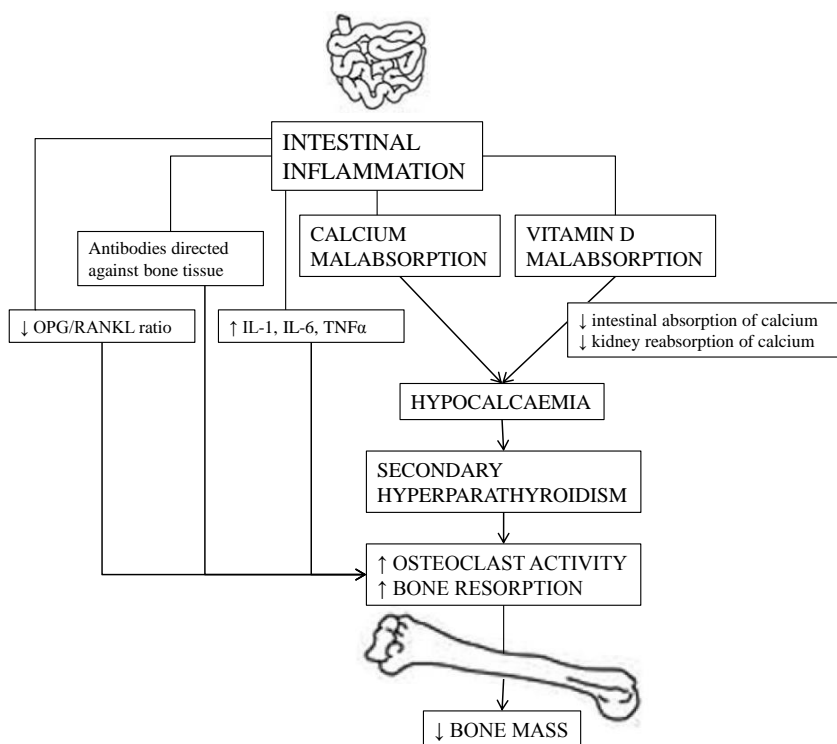 INTESTINAL
INFLAMMATION
Antibodies directed
against bone tissue
CALCIUM
MALABSORPTION
VITAMIN D
MALABSORPTION
↓ OPG/RANKL ratio
↑ IL-1, IL-6, TNFα
↓ intestinal absorption of calcium
↓ kidney reabsorption of calcium
HYPOCALCAEMIA
SECONDARY
HYPERPARATHYROIDISM
↑ OSTEOCLAST ACTIVITY
↑ BONE RESORPTION
↓ BONE MASS